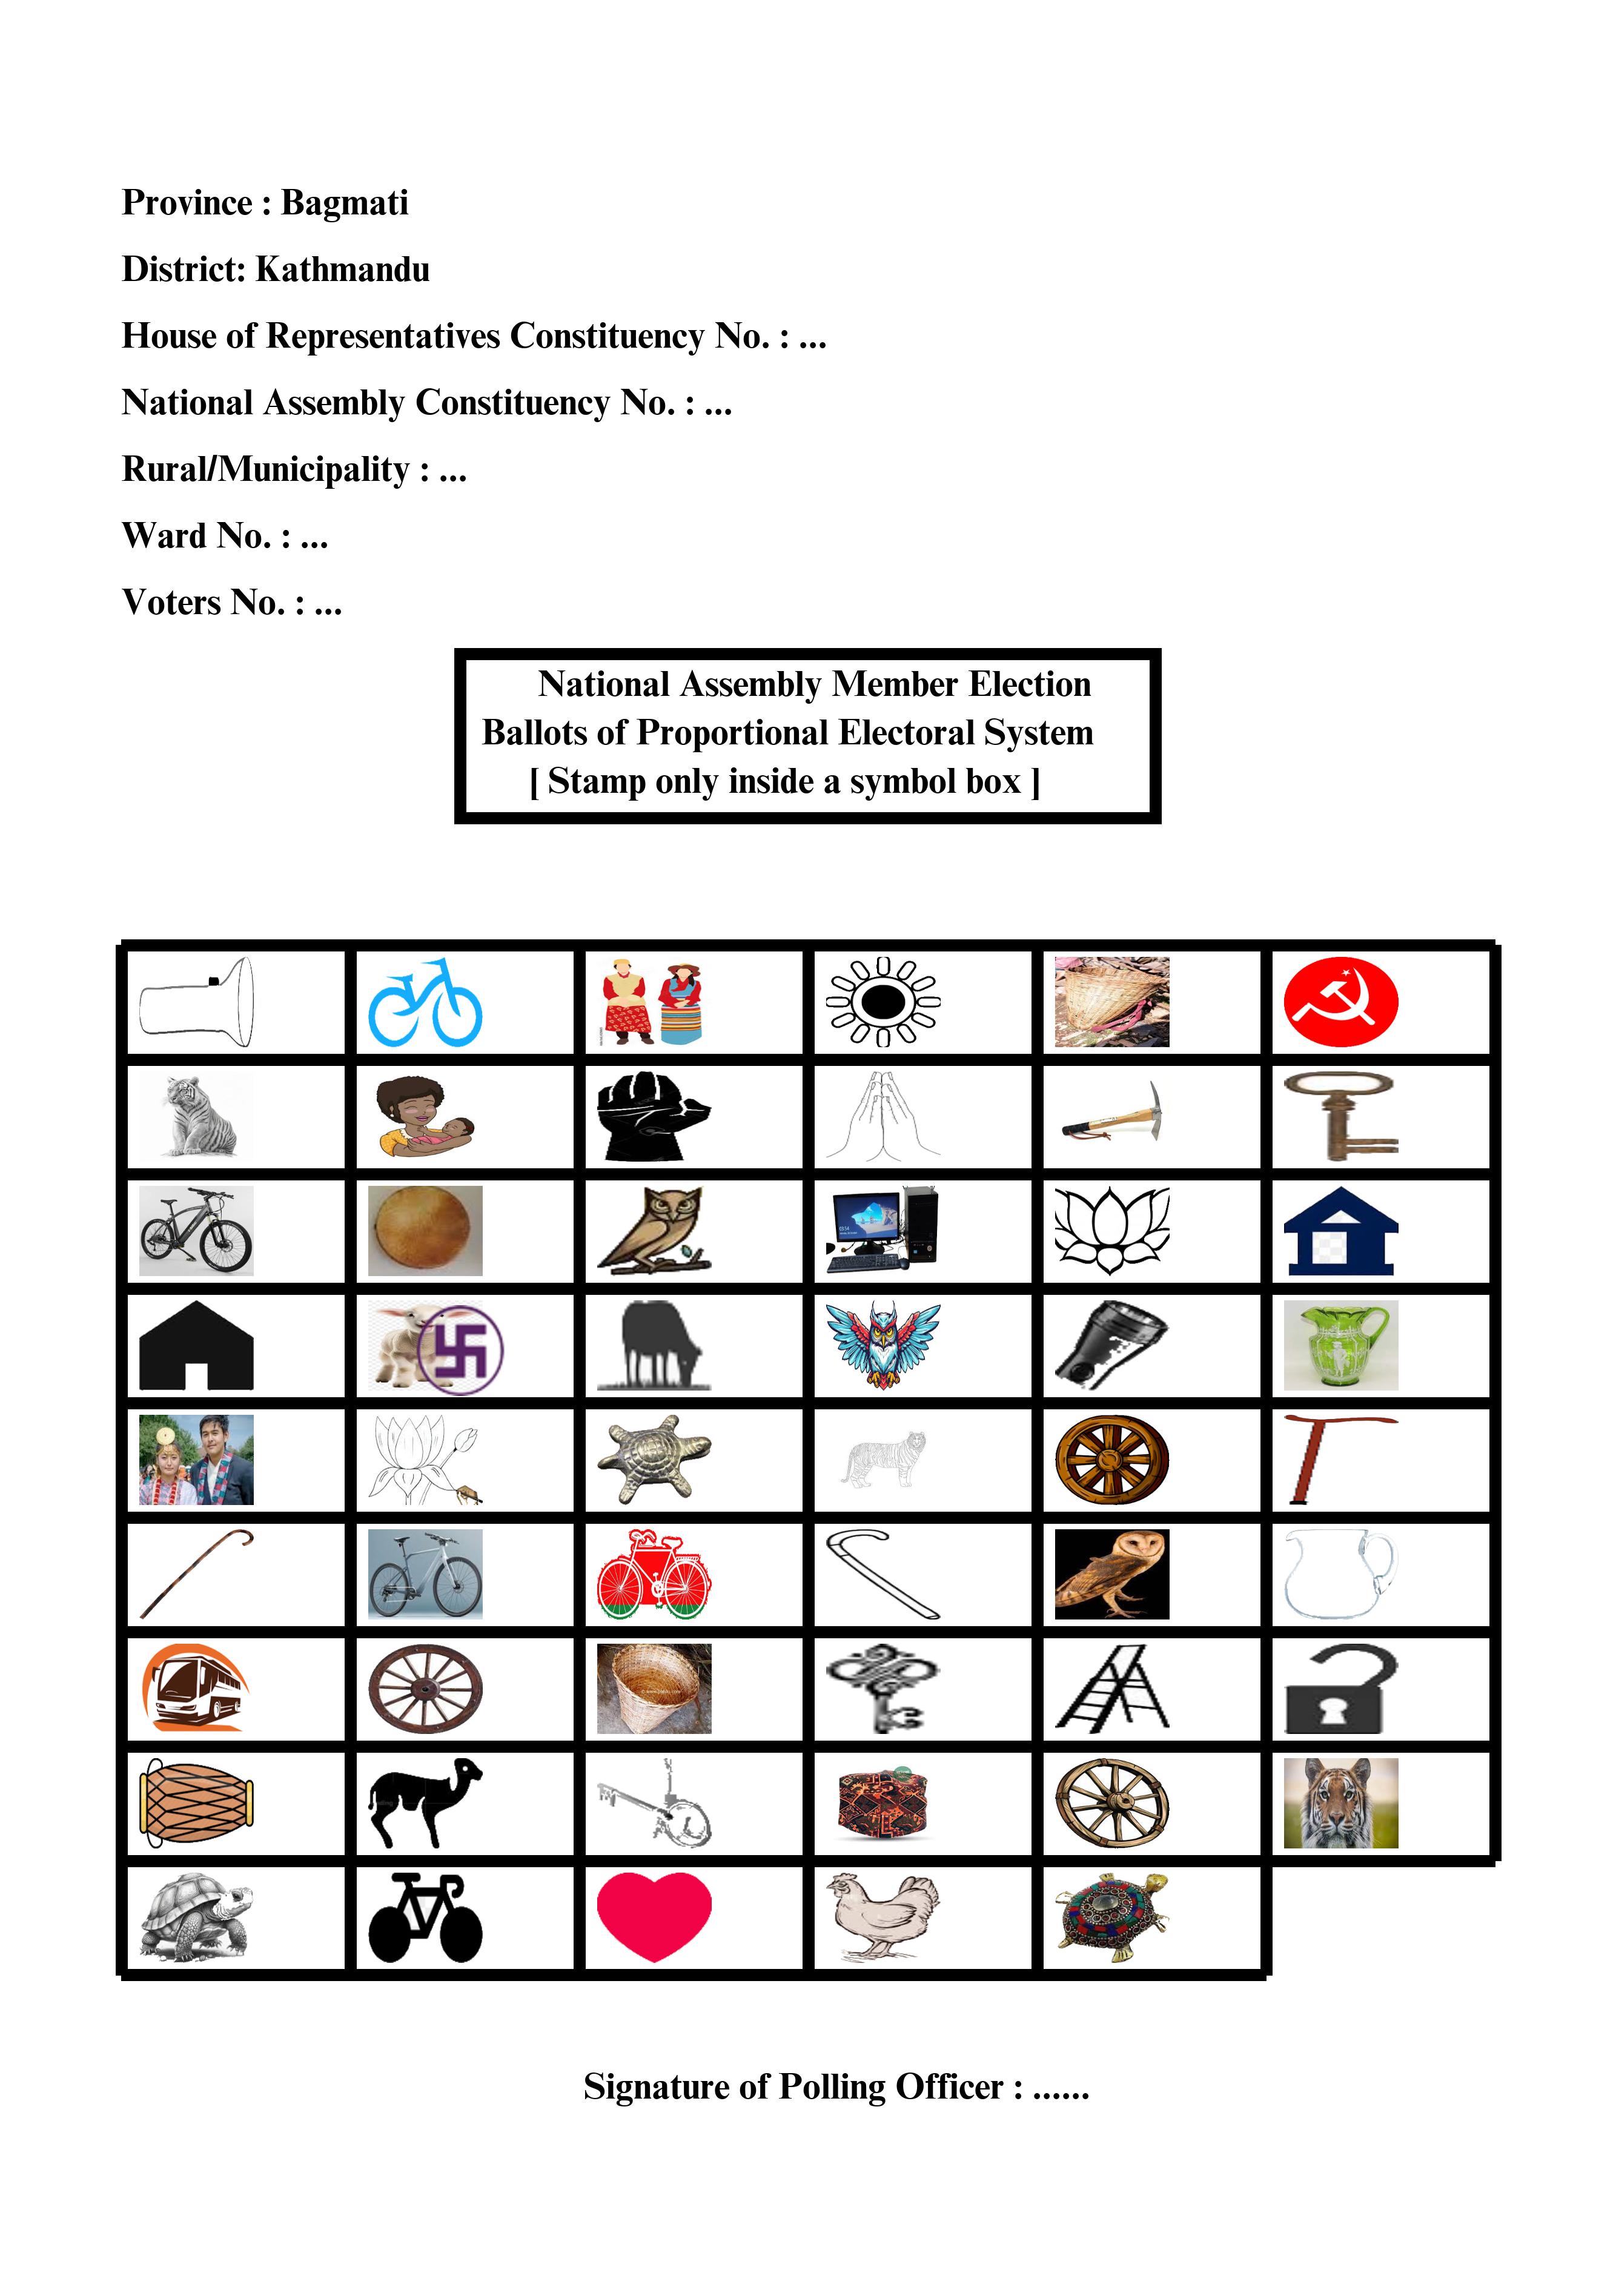 Province : Bagmati
District: Kathmandu
House of Representatives Constituency No. : ...
National Assembly Constituency No. : ...
Rural/Municipality : ...
Ward No. : ...
Voters No. : ...
National Assembly Member Election
Ballots of Proportional Electoral System
[ Stamp only inside a symbol box ]
Signature of Polling Officer : ......